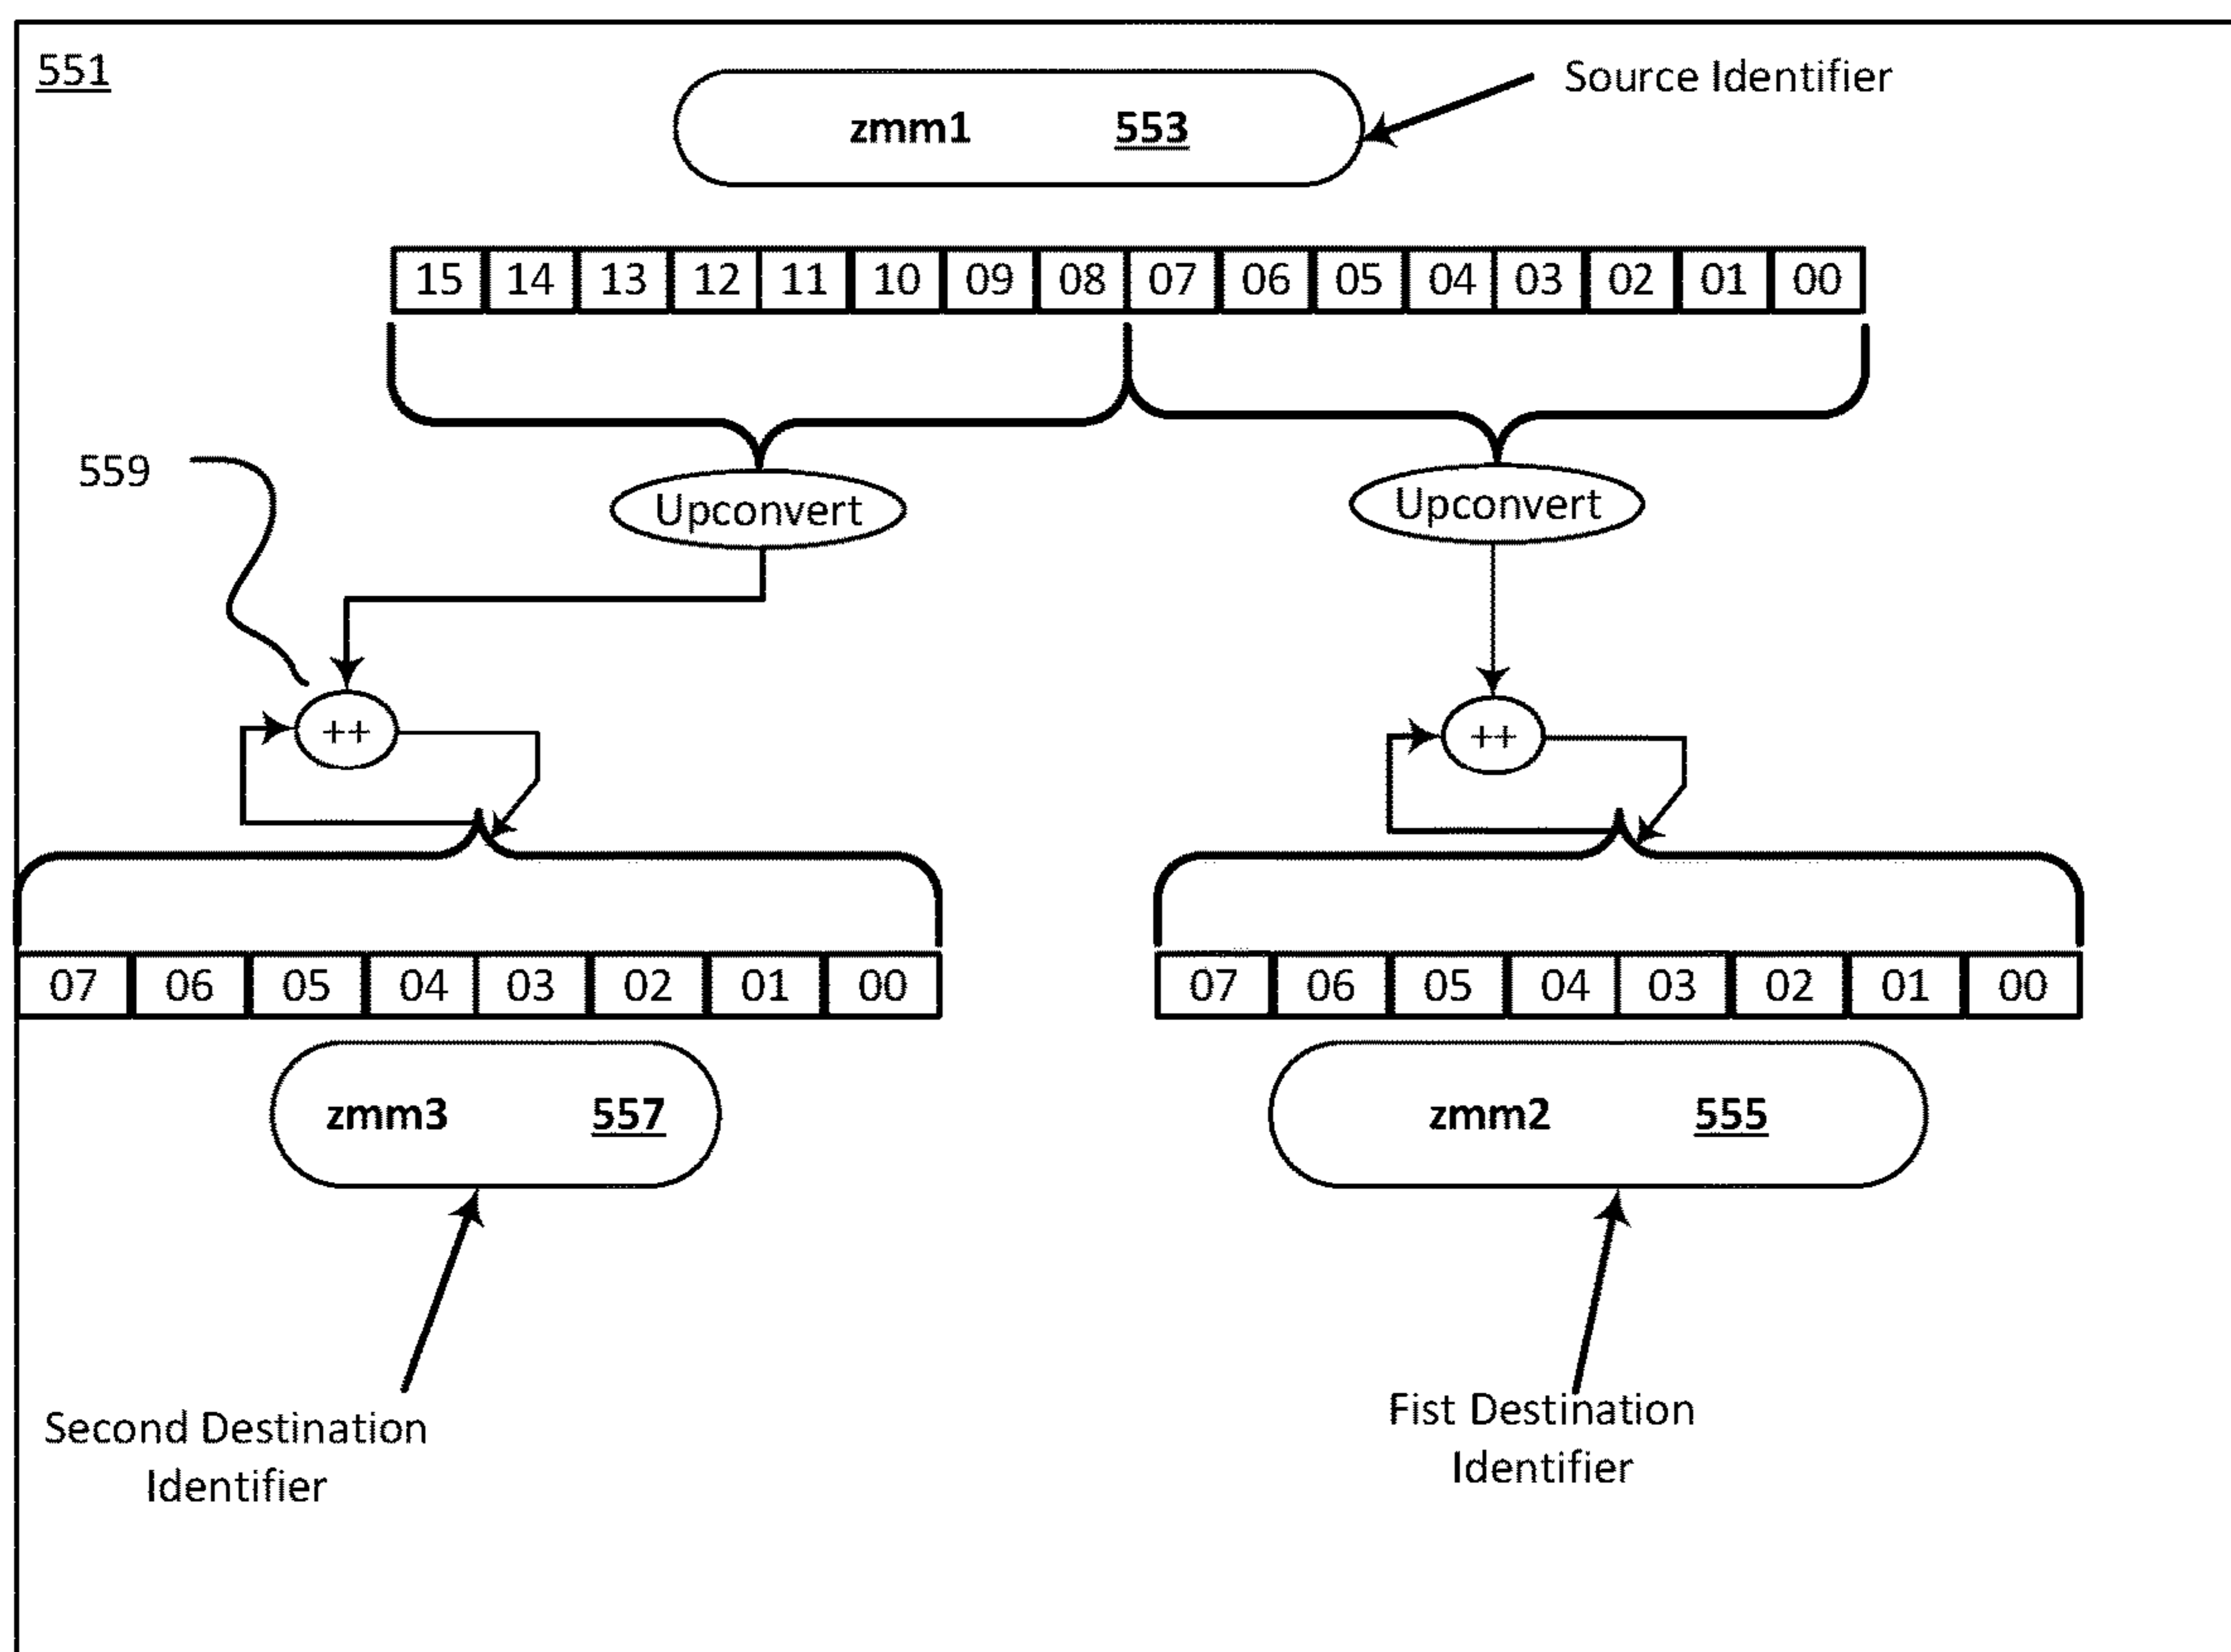 551
Source Identifier
zmm1 553
15 14 13 12 11 10 09 08 07 06 05 04 03 02 01 00
559
Upconvert
Upconvert
++
++
07 06 05 04 03 02 01 00
07 06 05 04 03 02 01 00
zmm3 557
zmm2 555
Second Destination
Identifier
Fist Destination
Identifier